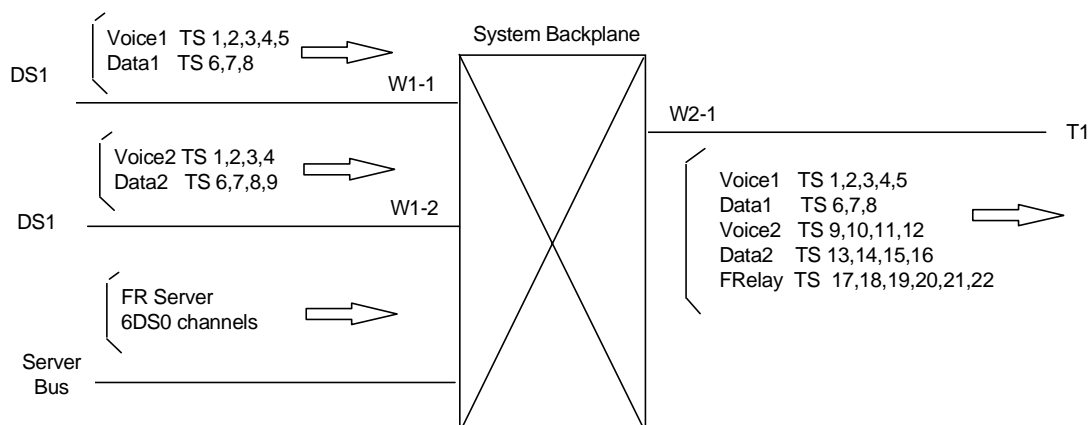 System Backplane
DS1
Voice1 TS 1,2,3,4,5
Data1 TS 6,7,8
W1-1
DS1
Voice2 TS 1,2,3,4
Data2 TS 6,7,8,9
W1-2
Server
Bus
FR Server
6DS0 channels
W2-1
T1
Voice1 TS 1,2,3,4,5
Data1 TS 6,7,8
Voice2 TS 9,10,11,12
Data2 TS 13,14,15,16
FRelay TS 17,18,19,20,21,22